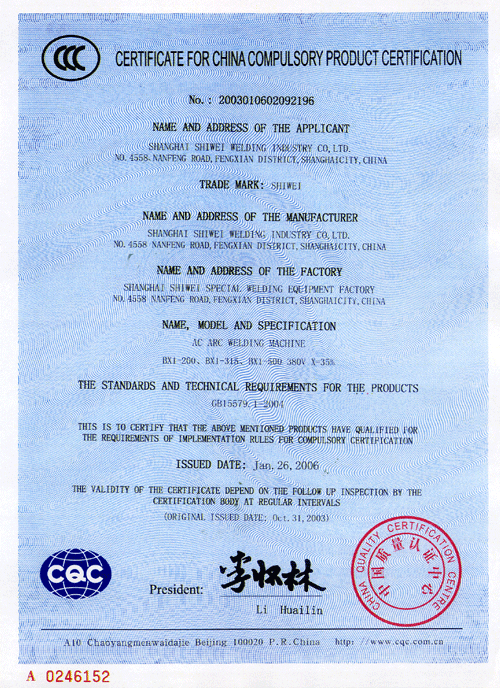 CCC
CERTIFICATE FOR CHINA COMPULSORY PRODUCT CERTIFICATION
No.: 2003010602092196
NAME AND ADDRESS OF THE APPLICANT
SHANGHAI SHIWEI WELDING INDUSTRY CO,LTD.
NO. 4558 NANFENG ROAD, FENGXIAN DISTRICT, SHANGHAICITY, CHINA
TRADE MARK: SHIWEI
NAME AND ADDRESS OF THE MANUFACTURER
SHANGHAI SHIWEI WELDING INDUSTRY CO, LTD.
NO. 4558 NANFENG ROAD, FENGXIAN DISTRICT, SHANGHAICITY, CHINA
NAME AND ADDRESS OF THE FACTORY
SHANGHAI SHIWEI SPECIAL WELDING EQUIPMENT FACTORY
NO. 4558 NANFENG ROAD, FENGXIAN DISTRICT, SHANGHAICITY, CHINA
NAME, MODEL AND SPECIFICATION
AC ARC WELDING MACHINE
BX1-200、BX1-315、BX1-500 380V X=35%
THE STANDARDS AND TECHNICAL REQUIREMENTS FOR THE PRODUCTS
GB15579.1-2004
THIS IS TO CERTIFY THAT THE ABOVE MENTIONED PRODUCTS HAVE QUALIFIED FOR
THE REQUIREMENTS OF IMPLEMENTATION RULES FOR COMPULSORY CERTIFICATION
ISSUED DATE: Jan. 26, 2006
THE VALIDITY OF THE CERTIFICATE DEPEND ON THE FOLLOW UP INSPECTION BY THE
CERTIFICATION BODY AT REGULAR INTERVALS
(ORIGINAL ISSUED DATE: Oct. 31, 2003)
CQC
President: 李怀林
Li Huailin
CHINA QUALITY CERTIFICATION CENTRE
中国质量认证中心
A10 Chaoyangmenwaidajie Beijing 100020 P.R.China http://www.cqc.com.cn
A 0246152